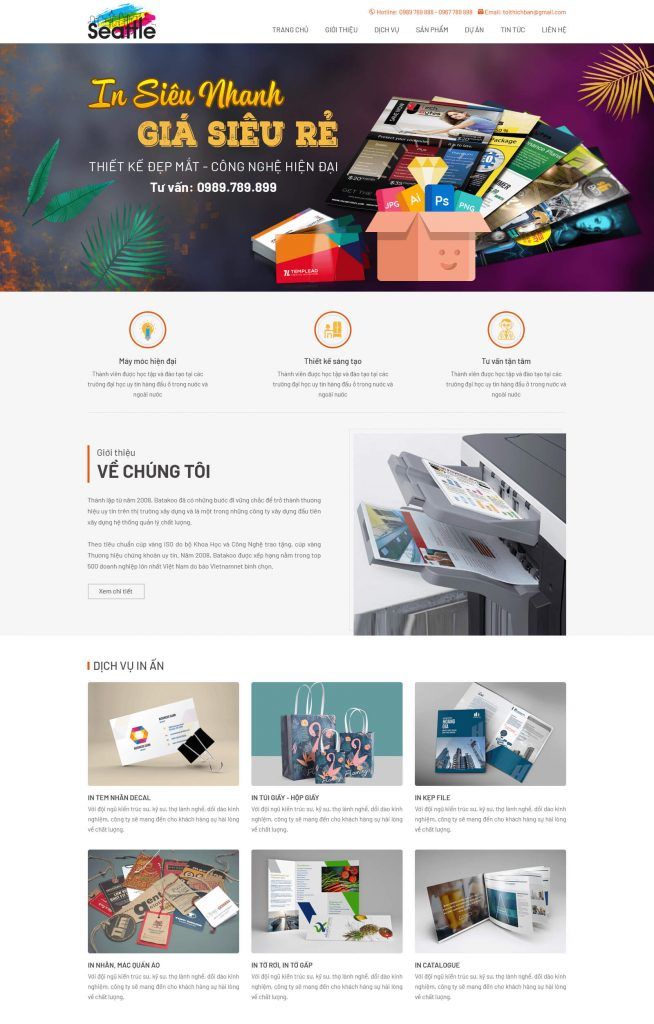 Seattle
Hotline: 0989 789 888 - 0967 789 898 Email: toithichban@gmail.com
TRANG CHỦ GIỚI THIỆU DỊCH VỤ SẢN PHẨM DỰ ÁN TIN TỨC LIÊN HỆ
In Siêu Nhanh
GIÁ SIÊU RẺ
THIẾT KẾ ĐẸP MẮT - CÔNG NGHỆ HIỆN ĐẠI
Tư vấn: 0989.789.899
JPG Ai Ps PNG
TEMPLEAD
Máy móc hiện đại
Thành viên được học tập và đào tạo tại các
trường đại học uy tín hàng đầu ở trong nước và
ngoài nước
Thiết kế sáng tạo
Thành viên được học tập và đào tạo tại các
trường đại học uy tín hàng đầu ở trong nước và
ngoài nước
Tư vấn tận tâm
Thành viên được học tập và đào tạo tại các
trường đại học uy tín hàng đầu ở trong nước và
ngoài nước
Giới thiệu
VỀ CHÚNG TÔI
Thành lập từ năm 2008, Batakoo đã có những bước đi vững chắc để trở thành thương
hiệu uy tín trên thị trường xây dựng và là một trong những công ty xây dựng đầu tiên
xây dựng hệ thống quản lý chất lượng.
Theo tiêu chuẩn cúp vàng ISO do bộ Khoa Học và Công Nghệ trao tặng, cúp vàng
Thương hiệu chứng khoán uy tín. Năm 2008, Batakoo được xếp hạng nằm trong top
500 doanh nghiệp lớn nhất Việt Nam do báo Vietnamnet bình chọn.
Xem chi tiết
DỊCH VỤ IN ẤN
IN TEM NHÃN DECAL
Với đội ngũ kiến trúc sư, kỹ sư, thợ lành nghề, dồi dào kinh
nghiệm, công ty sẽ mang đến cho khách hàng sự hài lòng
về chất lượng.
IN TÚI GIẤY - HỘP GIẤY
Với đội ngũ kiến trúc sư, kỹ sư, thợ lành nghề, dồi dào kinh
nghiệm, công ty sẽ mang đến cho khách hàng sự hài lòng
về chất lượng.
IN KẸP FILE
Với đội ngũ kiến trúc sư, kỹ sư, thợ lành nghề, dồi dào kinh
nghiệm, công ty sẽ mang đến cho khách hàng sự hài lòng
về chất lượng.
IN NHÃN, MÁC QUẦN ÁO
Với đội ngũ kiến trúc sư, kỹ sư, thợ lành nghề, dồi dào kinh
nghiệm, công ty sẽ mang đến cho khách hàng sự hài lòng
về chất lượng.
IN TỜ RƠI, IN TỜ GẤP
Với đội ngũ kiến trúc sư, kỹ sư, thợ lành nghề, dồi dào kinh
nghiệm, công ty sẽ mang đến cho khách hàng sự hài lòng
về chất lượng.
IN CATALOGUE
Với đội ngũ kiến trúc sư, kỹ sư, thợ lành nghề, dồi dào kinh
nghiệm, công ty sẽ mang đến cho khách hàng sự hài lòng
về chất lượng.